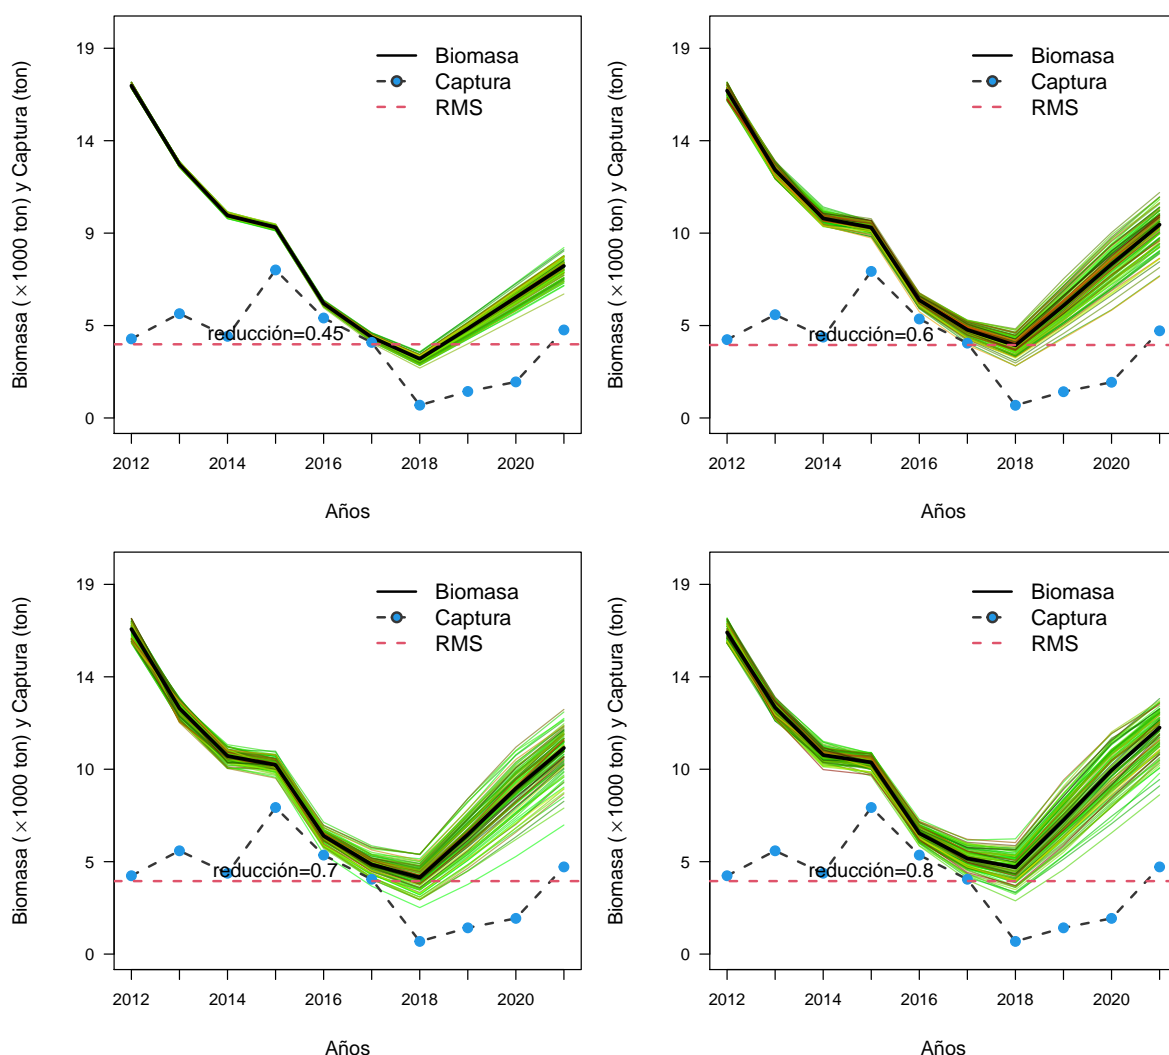 Biomasa (×1000 ton) y Captura (ton)
19
14
9
5
0
Biomasa
Captura
RMS
reducción=0.45
2012
2014
2016
2018
2020
Años
Biomasa (×1000 ton) y Captura (ton)
19
14
10
5
0
Biomasa
Captura
RMS
reducción=0.6
2012
2014
2016
2018
2020
Años
Biomasa (×1000 ton) y Captura (ton)
19
14
10
5
0
Biomasa
Captura
RMS
reducción=0.7
2012
2014
2016
2018
2020
Años
Biomasa (×1000 ton) y Captura (ton)
19
14
10
5
0
Biomasa
Captura
RMS
reducción=0.8
2012
2014
2016
2018
2020
Años